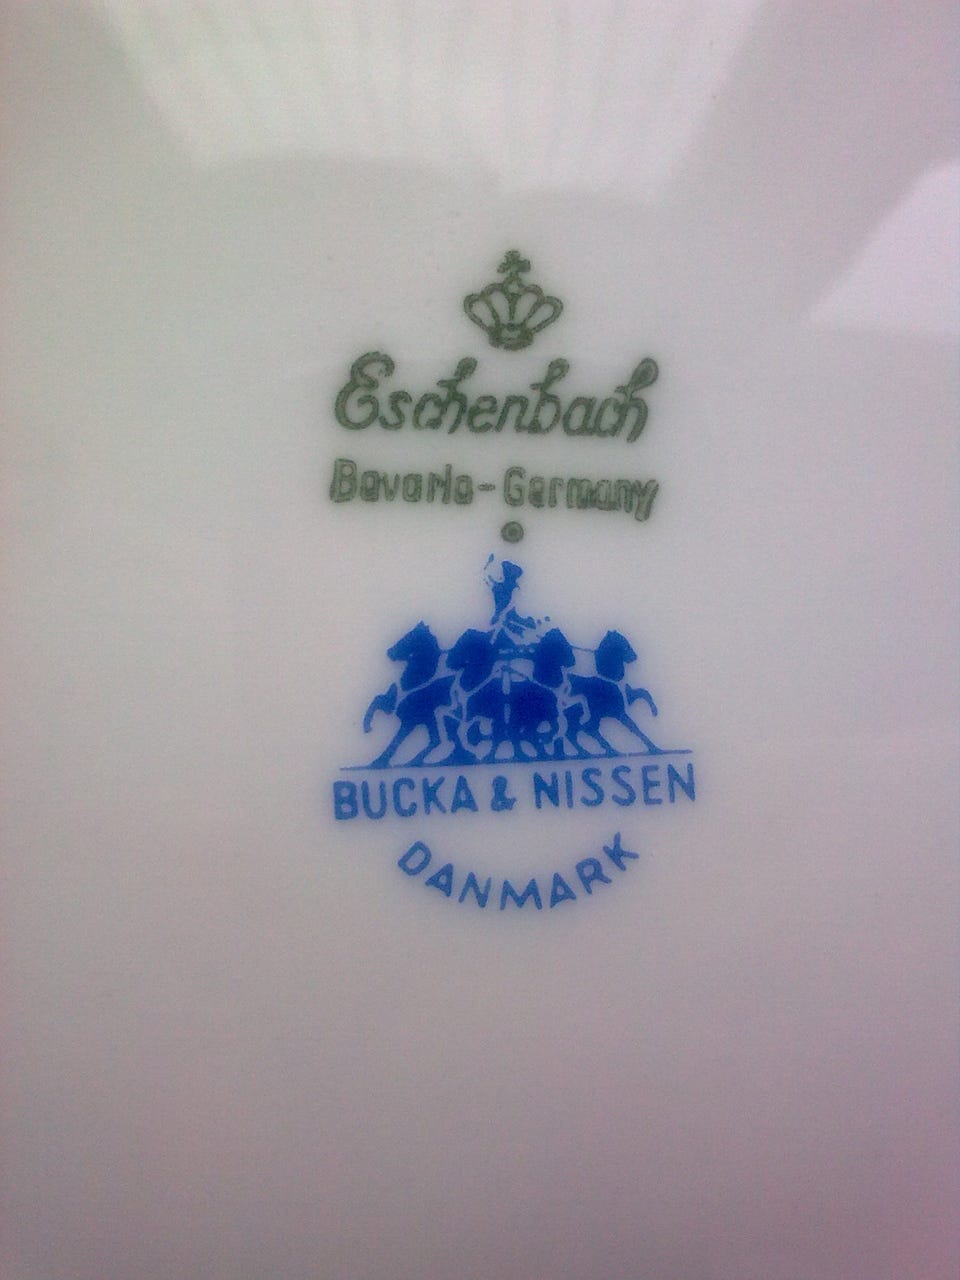 Eschenbach
Bavaria-Germany
BUCKA & NISSEN
DANMARK